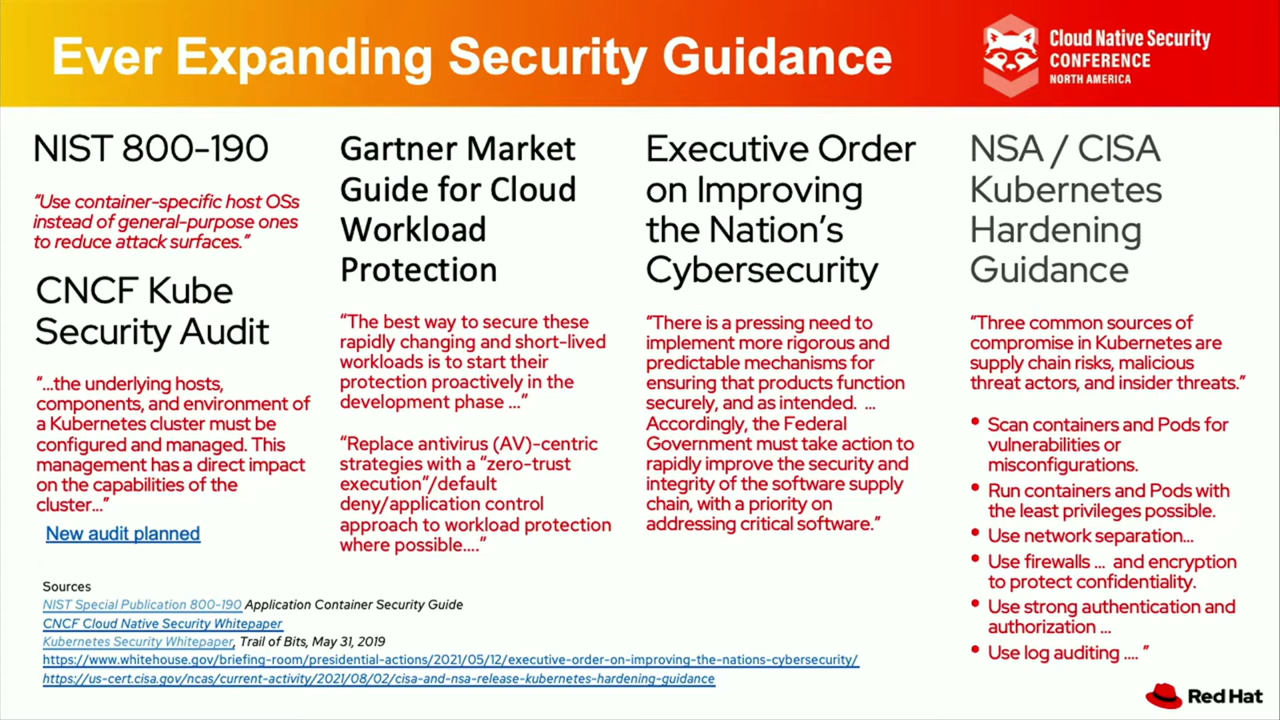 Ever Expanding Security Guidance
Cloud Native Security
CONFERENCE
NORTH AMERICA
NIST 800-190
"Use container-specific host OSs
instead of general-purpose ones
to reduce attack surfaces."
CNCF Kube
Security Audit
"...the underlying hosts,
components, and environment of
a Kubernetes cluster must be
configured and managed. This
management has a direct impact
on the capabilities of the
cluster..."
New audit planned
Gartner Market
Guide for Cloud
Workload
Protection
"The best way to secure these
rapidly changing and short-lived
workloads is to start their
protection proactively in the
development phase ..."
"Replace antivirus (AV)-centric
strategies with a "zero-trust
execution"/default
deny/application control
approach to workload protection
where possible...."
Executive Order
on Improving
the Nation's
Cybersecurity
"There is a pressing need to
implement more rigorous and
predictable mechanisms for
ensuring that products function
securely, and as intended. ...
Accordingly, the Federal
Government must take action to
rapidly improve the security and
integrity of the software supply
chain, with a priority on
addressing critical software."
NSA / CISA
Kubernetes
Hardening
Guidance
"Three common sources of
compromise in Kubernetes are
supply chain risks, malicious
threat actors, and insider threats."
• Scan containers and Pods for
vulnerabilities or
misconfigurations.
• Run containers and Pods with
the least privileges possible.
• Use network separation...
• Use firewalls ... and encryption
to protect confidentiality.
• Use strong authentication and
authorization ...
• Use log auditing .... "
Sources
NIST Special Publication 800-190 Application Container Security Guide
CNCF Cloud Native Security Whitepaper
Kubernetes Security Whitepaper, Trail of Bits, May 31, 2019
https://www.whitehouse.gov/briefing-room/presidential-actions/2021/05/12/executive-order-on-improving-the-nations-cybersecurity/
https://us-cert.cisa.gov/ncas/current-activity/2021/08/02/cisa-and-nsa-release-kubernetes-hardening-guidance
Red Hat